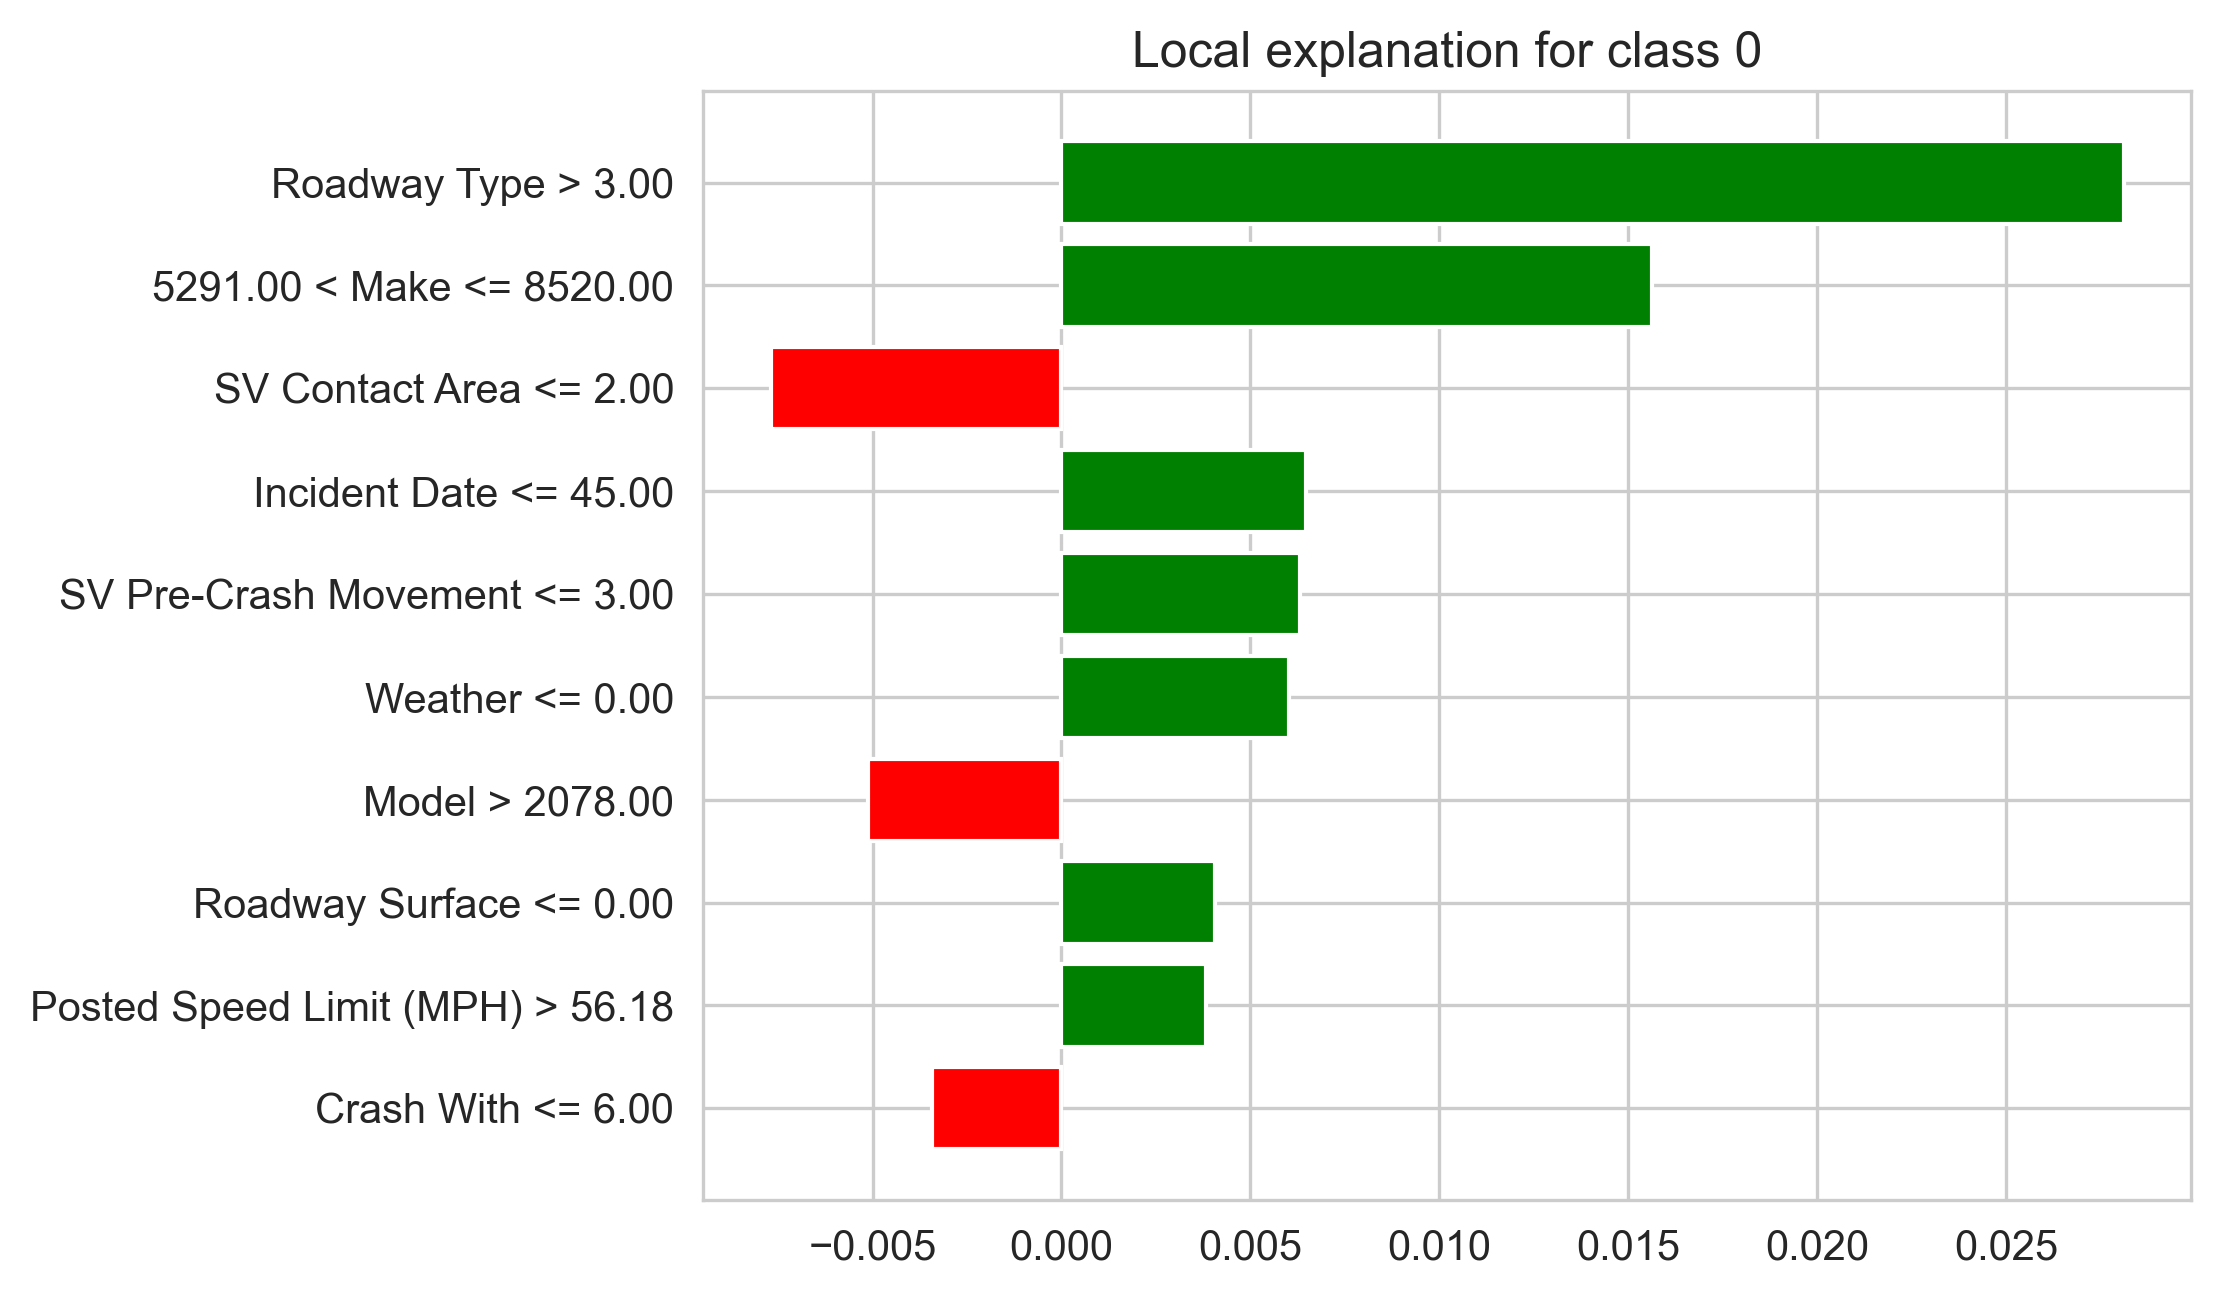 Local explanation for class 0
Roadway Type > 3.00
5291.00 < Make <= 8520.00
SV Contact Area <= 2.00
Incident Date <= 45.00
SV Pre-Crash Movement <= 3.00
Weather <= 0.00
Model > 2078.00
Roadway Surface <= 0.00
Posted Speed Limit (MPH) > 56.18
Crash With <= 6.00
−0.005 0.000 0.005 0.010 0.015 0.020 0.025